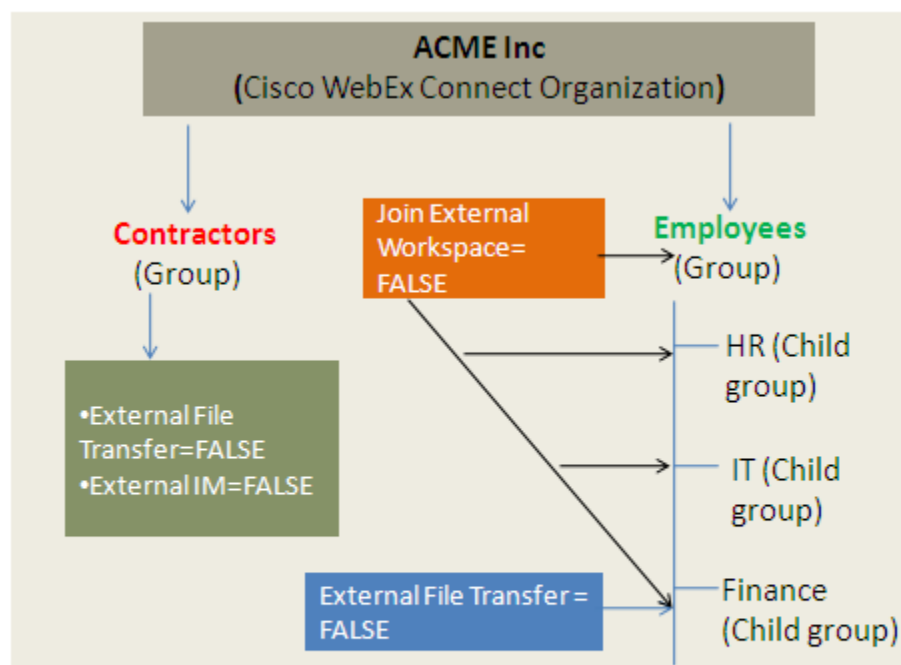 ACME Inc
(Cisco WebEx Connect Organization)
Contractors
(Group)
Join External
Workspace=
FALSE
Employees
(Group)
•External File
Transfer=FALSE
•External IM=FALSE
HR (Child
group)
IT (Child
group)
External File Transfer =
FALSE
Finance
(Child group)